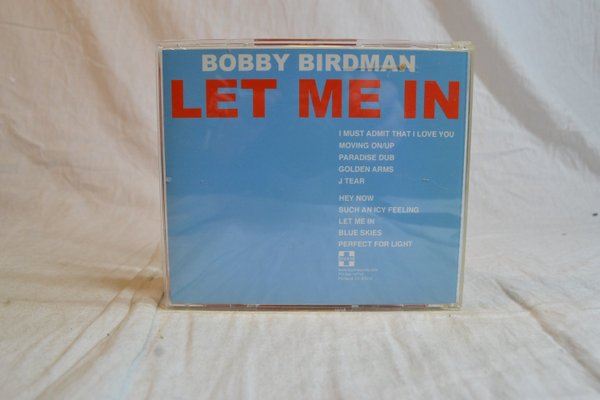 BOBBY BIRDMAN
LET ME IN
I MUST ADMIT THAT I LOVE YOU
MOVING ON/UP
PARADISE DUB
GOLDEN ARMS
J TEAR
HEY NOW
SUCH AN ICY FEELING
LET ME IN
BLUE SKIES
PERFECT FOR LIGHT